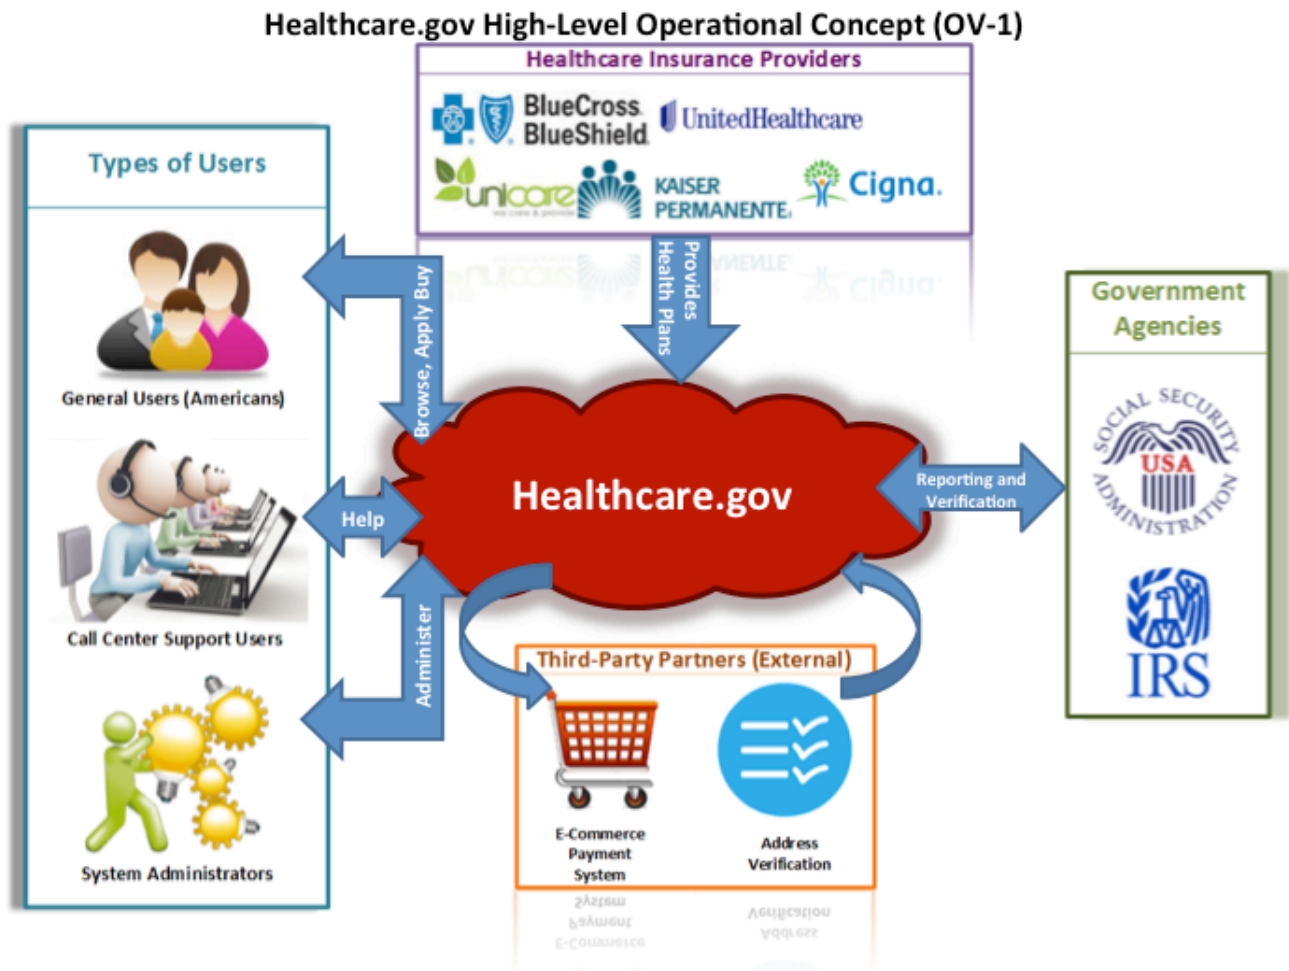 Healthcare.gov High-Level Operational Concept (OV-1)
Healthcare Insurance Providers
BlueCross
BlueShield
UnitedHealthcare
unicare
we care & provide
KAISER
PERMANENTE
Cigna.
Types of Users
General Users (Americans)
Call Center Support Users
System Administrators
Browse, Apply Buy
Help
Administer
Provides
Health Plans
Healthcare.gov
Reporting and
Verification
Government
Agencies
SOCIAL SECURITY
USA
ADMINISTRATION
IRS
Third-Party Partners (External)
E-Commerce
Payment
System
Address
Verification